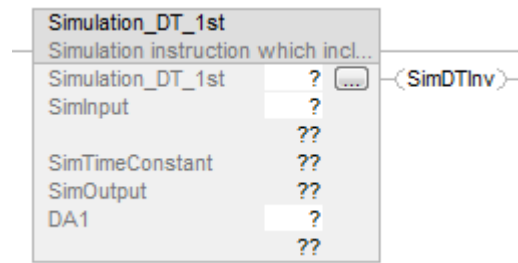 Simulation_DT_1st
Simulation instruction which incl...
Simulation_DT_1st ? ... SimDTInv
SimInput ?
??
SimTimeConstant ??
SimOutput ??
DA1 ?
??